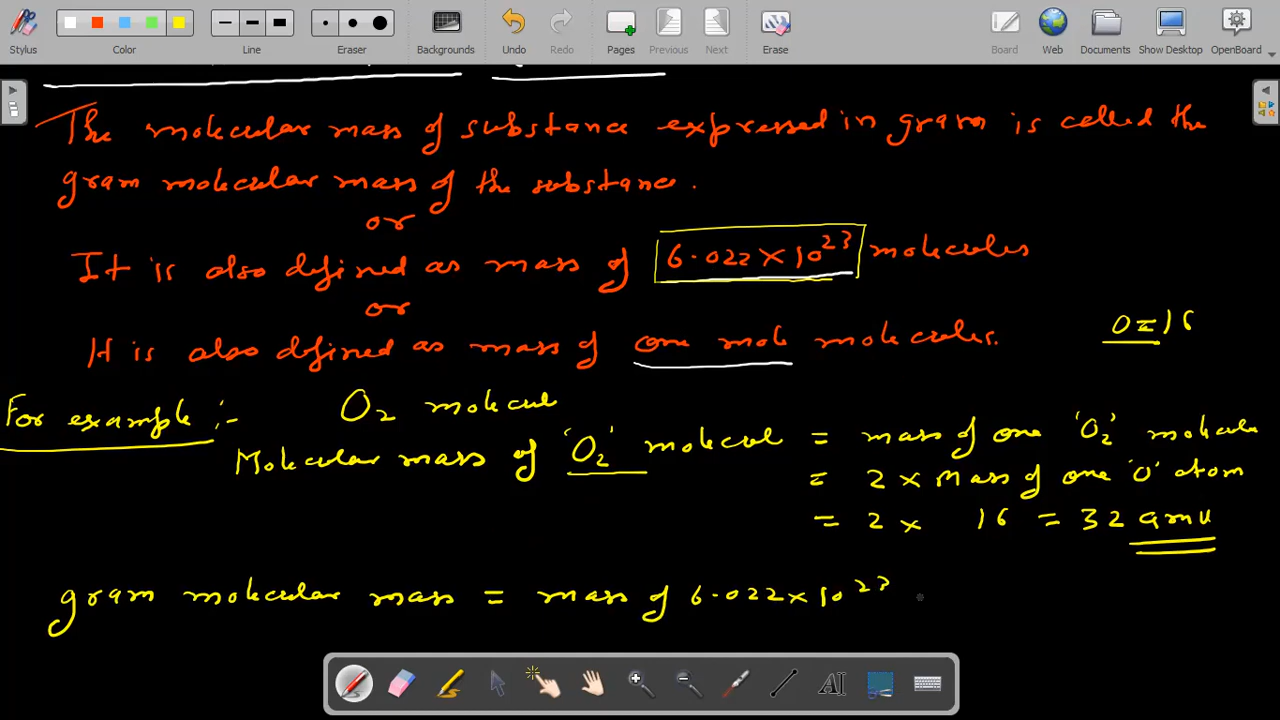 Stylus Color Line Eraser Backgrounds Undo Redo Pages Previous Next Erase Board Web Documents Show Desktop OpenBoard
The molecular mass of substance expressed in gram is called the
gram molecular mass of the substance.
or
It is also defined as mass of 6.022×10²³ molecules
or
It is also defined as mass of one mole molecules.
O=16
For example :- O₂ molecul
Molecular mass of 'O₂' molecul = mass of one 'O₂' molecule
= 2 × Mass of one 'O' atom
= 2 × 16 = 32 amu
gram molecular mass = mass of 6.022×10²³